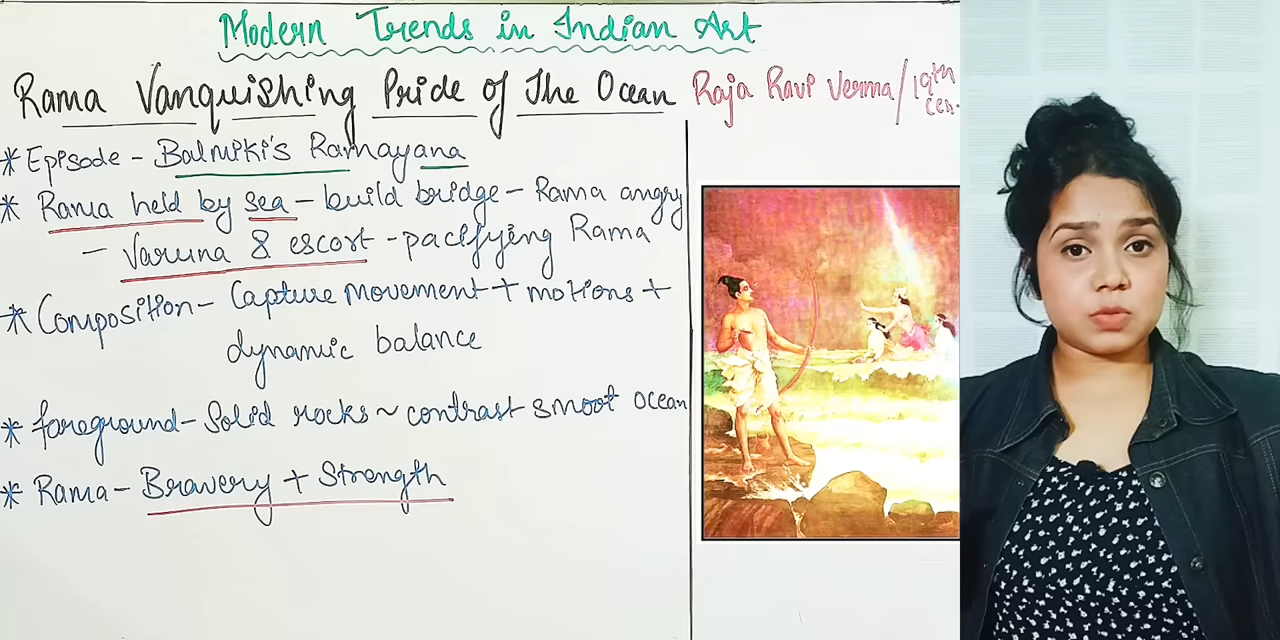 Modern Trends in Indian Art
Rama Vanquishing Pride of The Ocean Raja Ravi Verma/19th cen.
* Episode - Balmiki's Ramayana
* Rama held by sea - build bridge - Rama angry
- Varuna & escort - pacifying Rama
* Composition - Capture movement + motions +
dynamic balance
* foreground - Solid rocks ~ contrast smoot ocean
* Rama - Bravery + Strength